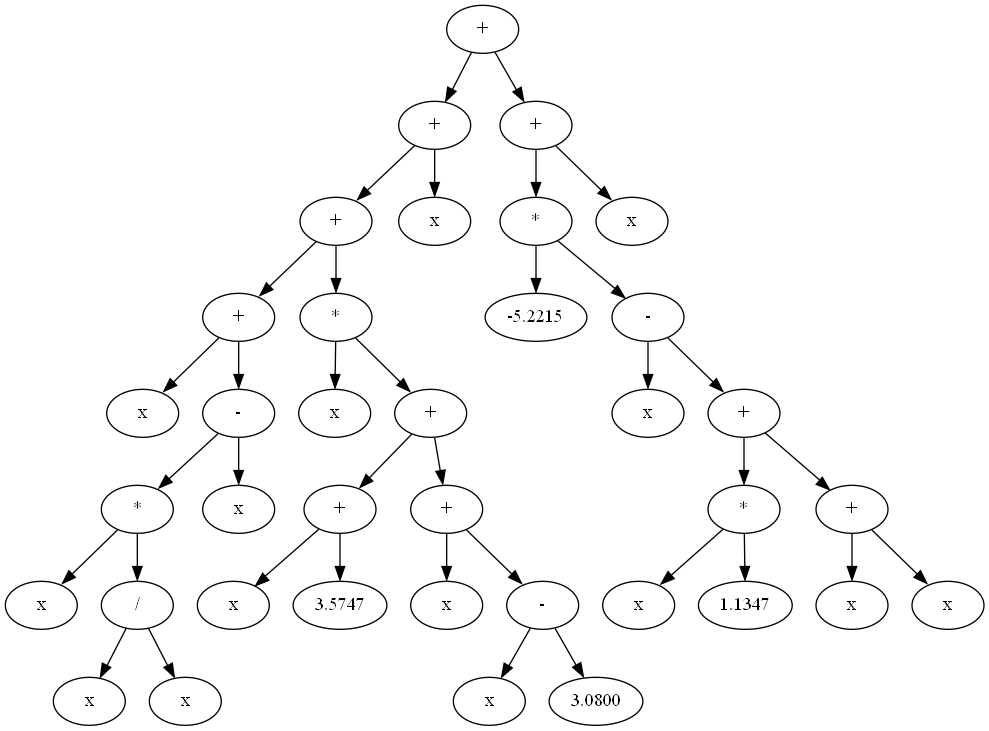 +
+ +
+ x * x
+ * -5.2215 -
x - x + x +
* x + + * +
x / x 3.5747 x - x 1.1347 x x
x x x 3.0800